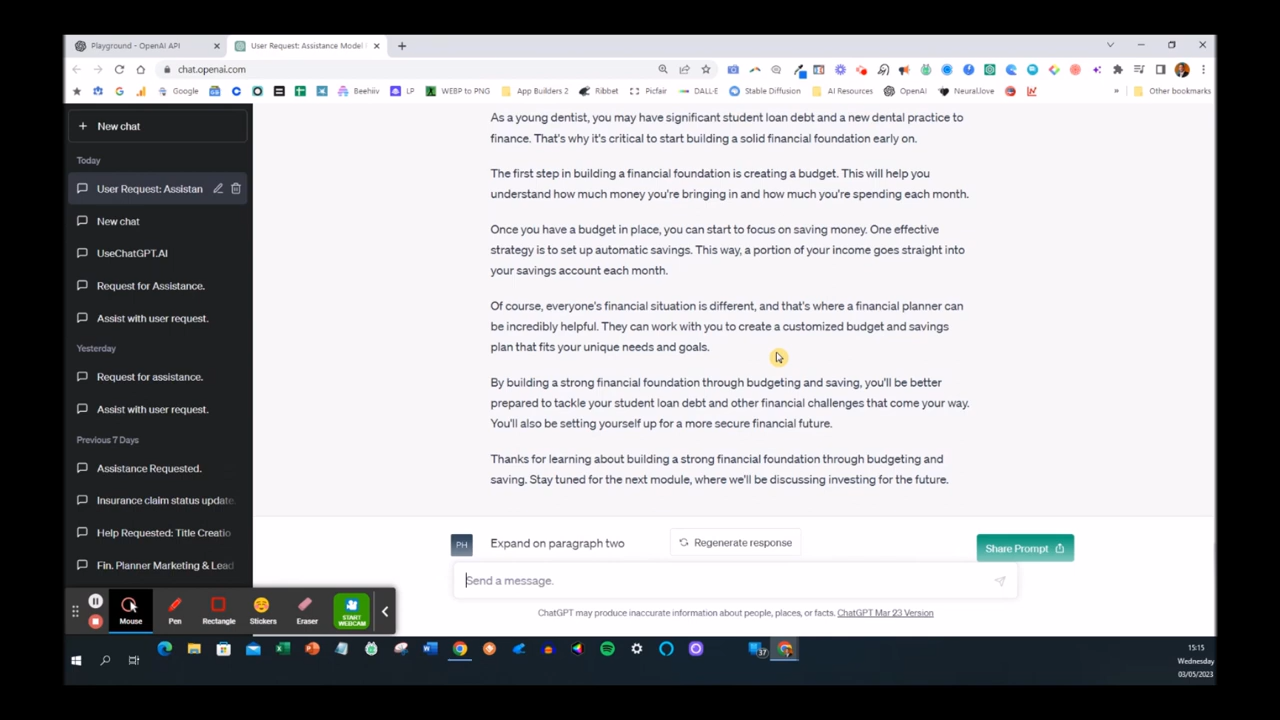 Playground - OpenAI API
User Request: Assistance Model
chat.openai.com
Google
Beehiiv
LP
WEBP to PNG
App Builders 2
Ribbet
Picfair
DALL·E
Stable Diffusion
AI Resources
OpenAI
NeuralJove
Other bookmarks
New chat
Today
User Request: Assistan
New chat
UseChatGPT.AI
Request for Assistance.
Assist with user request.
Yesterday
Request for assistance.
Assist with user request.
Previous 7 Days
Assistance Requested.
Insurance claim status update.
Help Requested: Title Creatio
Fin. Planner Marketing & Lead
As a young dentist, you may have significant student loan debt and a new dental practice to
finance. That's why it's critical to start building a solid financial foundation early on.
The first step in building a financial foundation is creating a budget. This will help you
understand how much money you're bringing in and how much you're spending each month.
Once you have a budget in place, you can start to focus on saving money. One effective
strategy is to set up automatic savings. This way, a portion of your income goes straight into
your savings account each month.
Of course, everyone's financial situation is different, and that's where a financial planner can
be incredibly helpful. They can work with you to create a customized budget and savings
plan that fits your unique needs and goals.
By building a strong financial foundation through budgeting and saving, you'll be better
prepared to tackle your student loan debt and other financial challenges that come your way.
You'll also be setting yourself up for a more secure financial future.
Thanks for learning about building a strong financial foundation through budgeting and
saving. Stay tuned for the next module, where we'll be discussing investing for the future.
PH
Expand on paragraph two
Regenerate response
Share Prompt
Send a message.
ChatGPT may produce inaccurate information about people, places, or facts. ChatGPT Mar 23 Version
Mouse
Pen
Rectangle
Stickers
Eraser
START
WEBCAM
37
15:15
Wednesday
03/05/2023